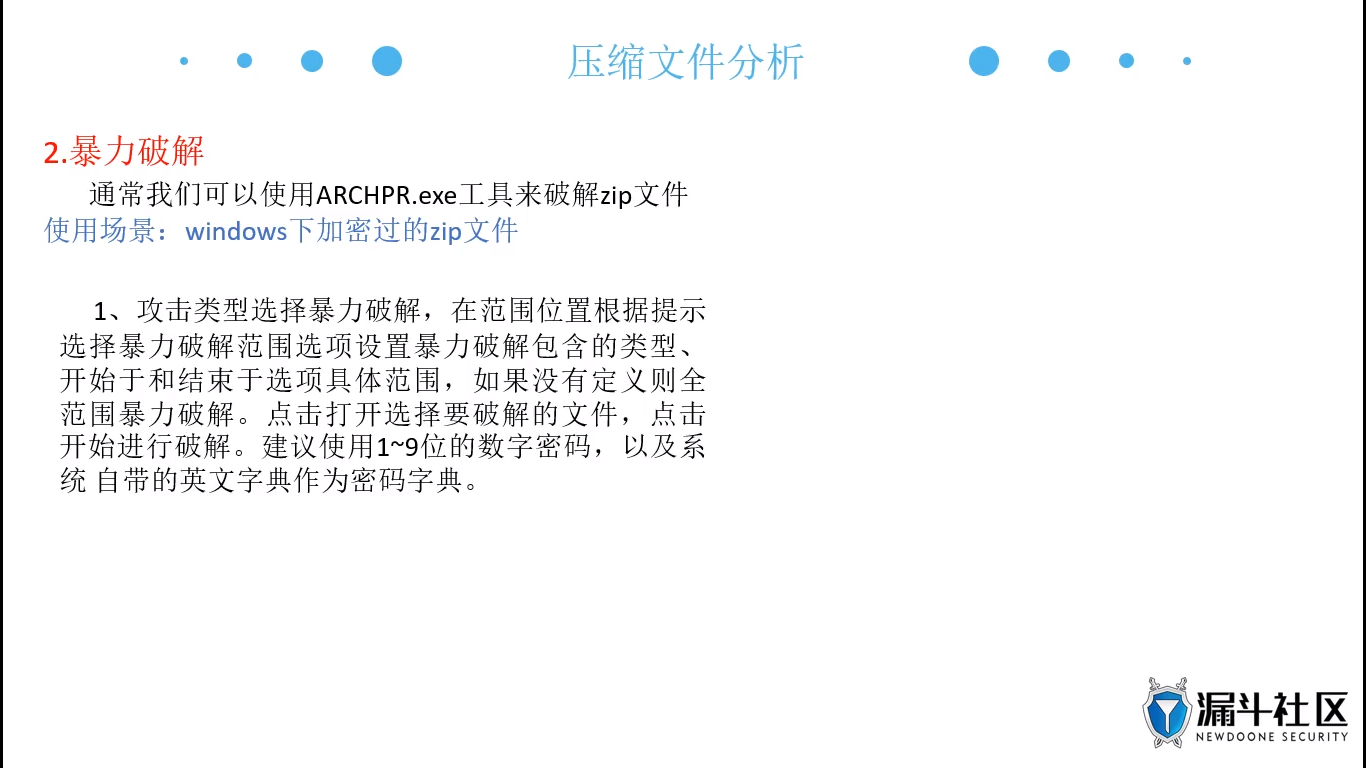 压缩文件分析
2.暴力破解
通常我们可以使用ARCHPR.exe工具来破解zip文件
使用场景：windows下加密过的zip文件
1、攻击类型选择暴力破解，在范围位置根据提示
选择暴力破解范围选项设置暴力破解包含的类型、
开始于和结束于选项具体范围，如果没有定义则全
范围暴力破解。点击打开选择要破解的文件，点击
开始进行破解。建议使用1~9位的数字密码，以及系
统 自带的英文字典作为密码字典。
漏斗社区
NEWDOONE SECURITY